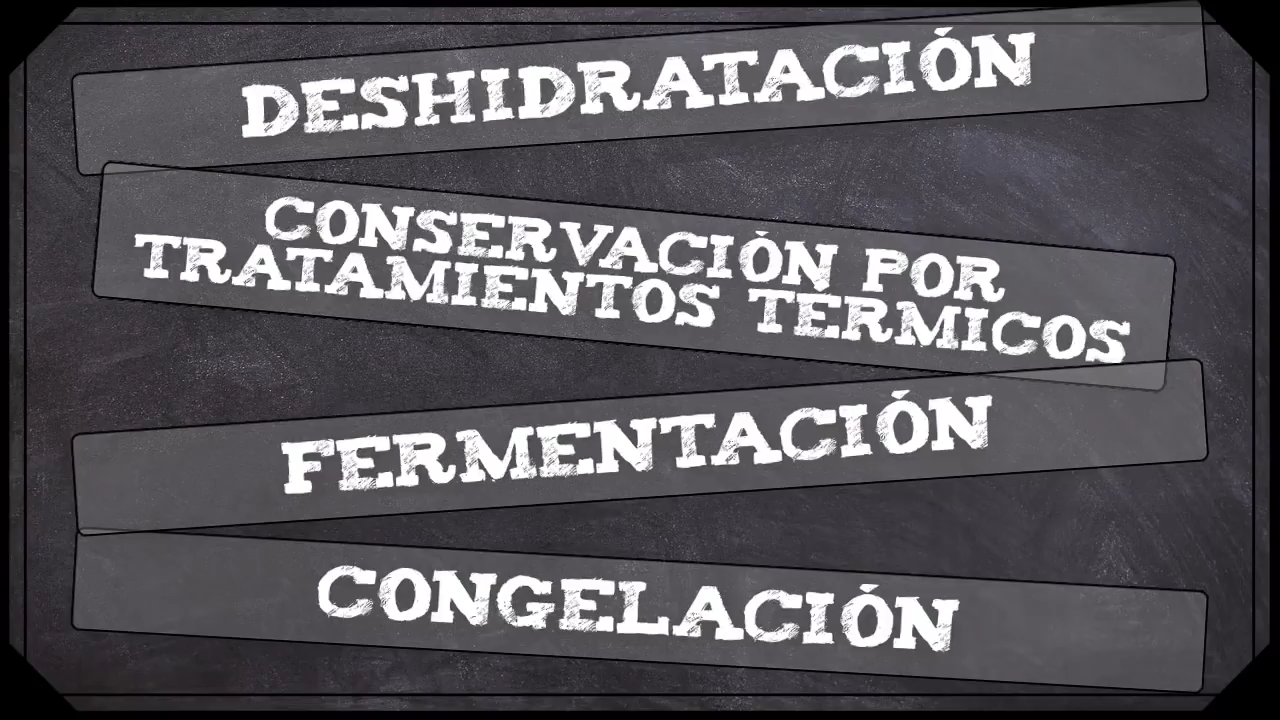 DESHIDRATACIÓN
CONSERVACIÓN POR
TRATAMIENTOS TERMICOS
FERMENTACIÓN
CONGELACIÓN